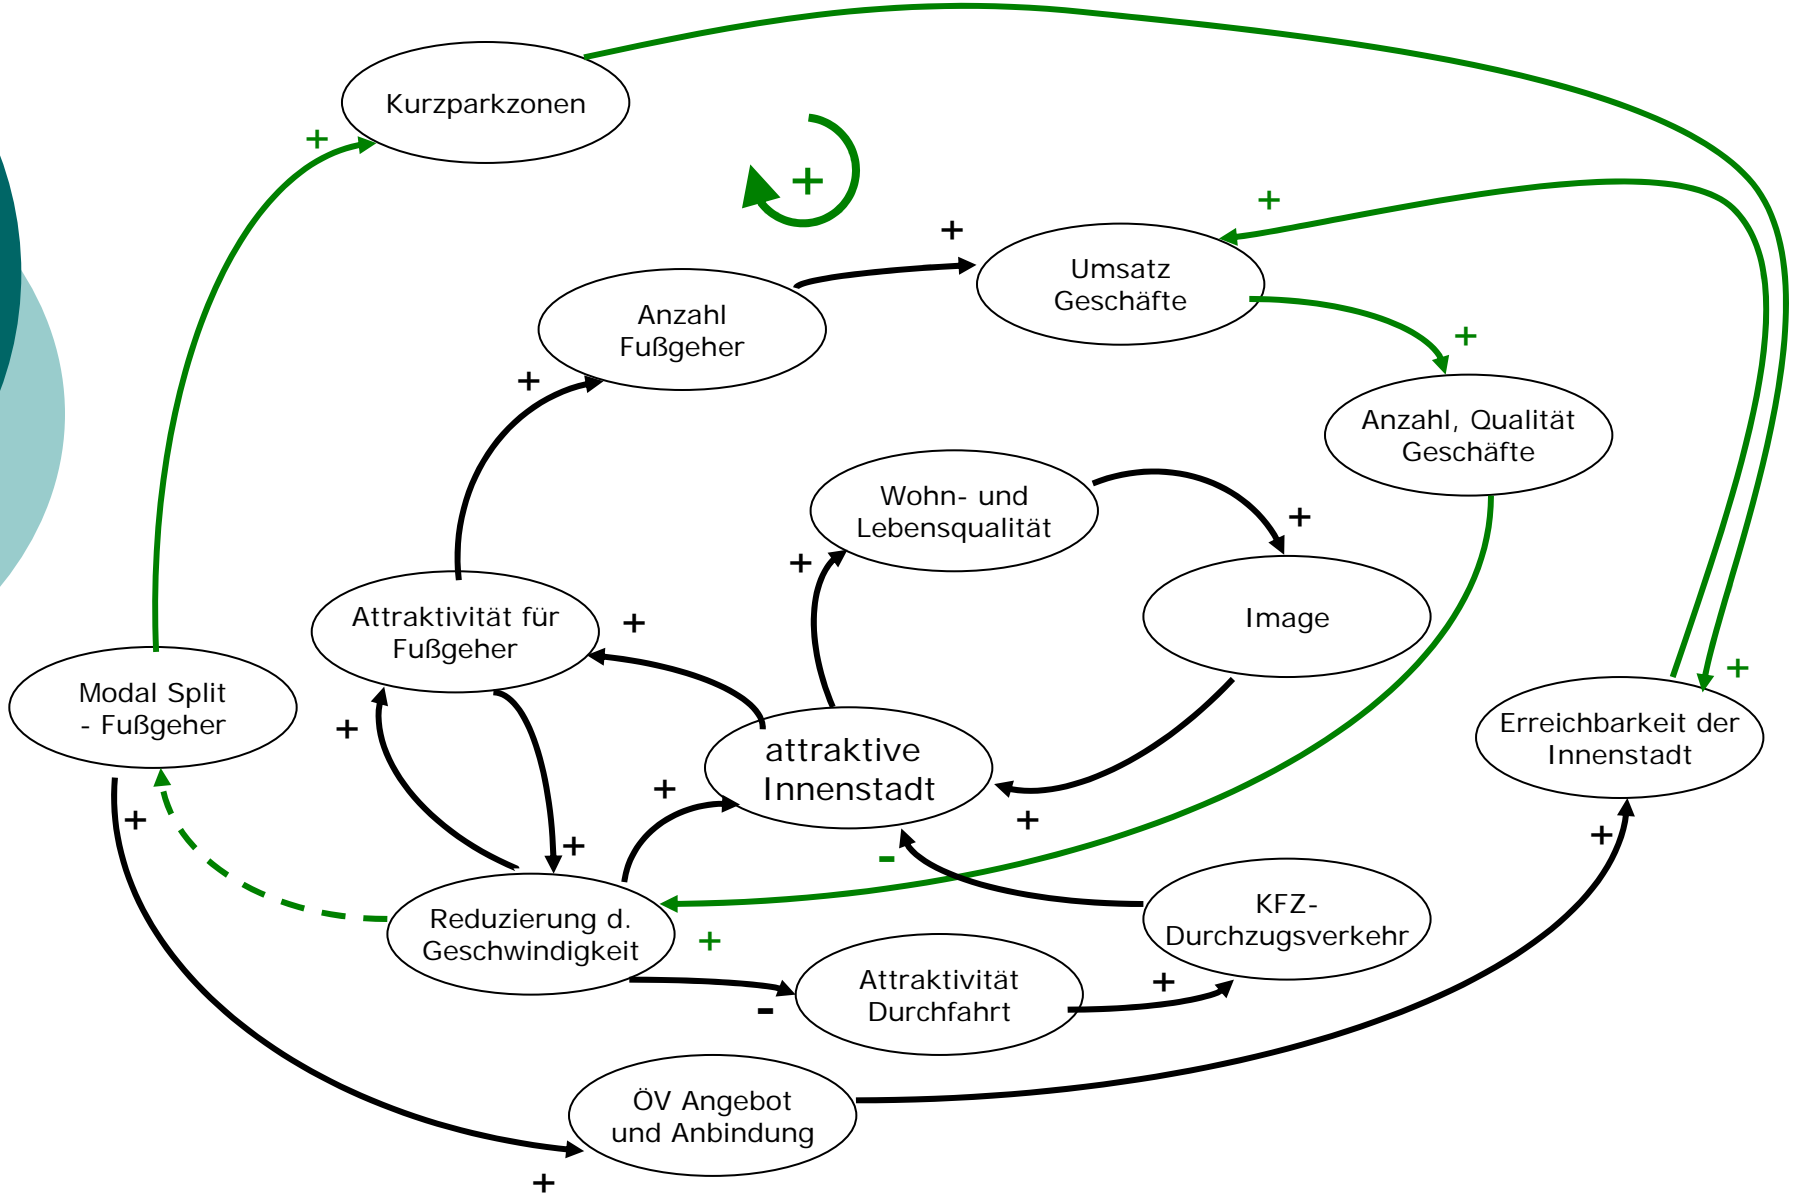 Kurzparkzonen
+
+
+
+
Umsatz
Geschäfte
Anzahl
Fußgeher
+
+
Anzahl, Qualität
Geschäfte
Wohn- und
Lebensqualität
+
+
Attraktivität für
Fußgeher
+
Image
+
Modal Split
- Fußgeher
+
attraktive
Innenstadt
Erreichbarkeit der
Innenstadt
+
+
+
+
+
-
+
Reduzierung d.
Geschwindigkeit
KFZ-
Durchzugsverkehr
+
Attraktivität
Durchfahrt
+
-
ÖV Angebot
und Anbindung
+